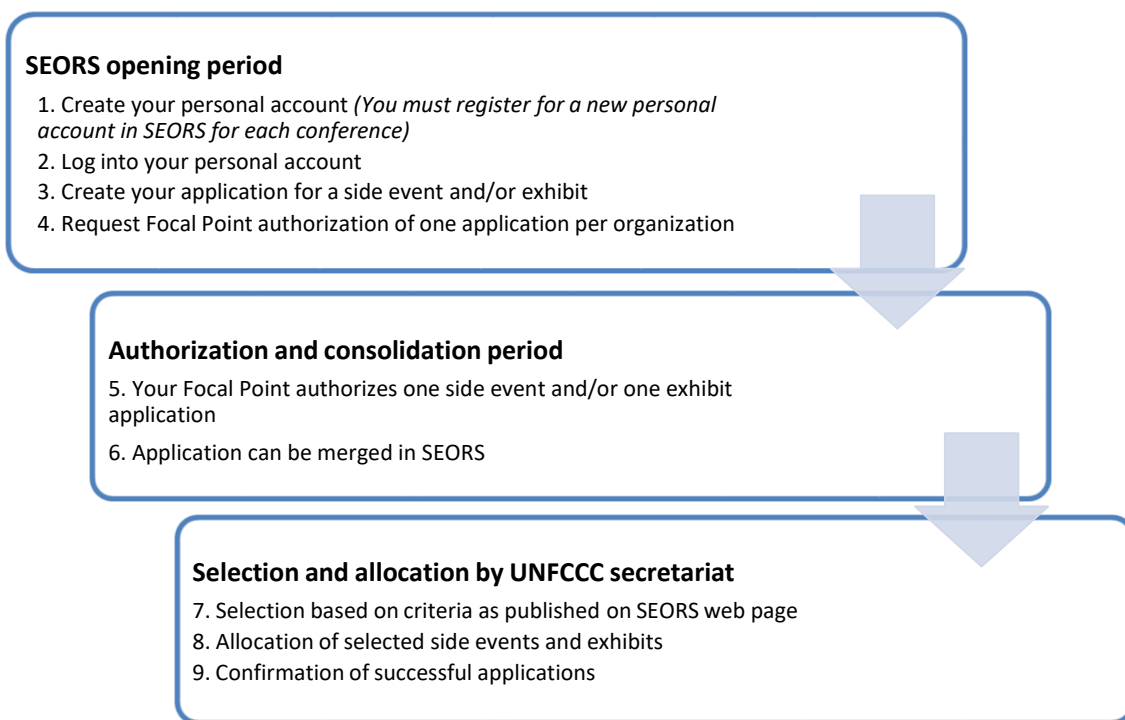 SEORS opening period
1. Create your personal account (You must register for a new personal
account in SEORS for each conference)
2. Log into your personal account
3. Create your application for a side event and/or exhibit
4. Request Focal Point authorization of one application per organization
Authorization and consolidation period
5. Your Focal Point authorizes one side event and/or one exhibit
application
6. Application can be merged in SEORS
Selection and allocation by UNFCCC secretariat
7. Selection based on criteria as published on SEORS web page
8. Allocation of selected side events and exhibits
9. Confirmation of successful applications